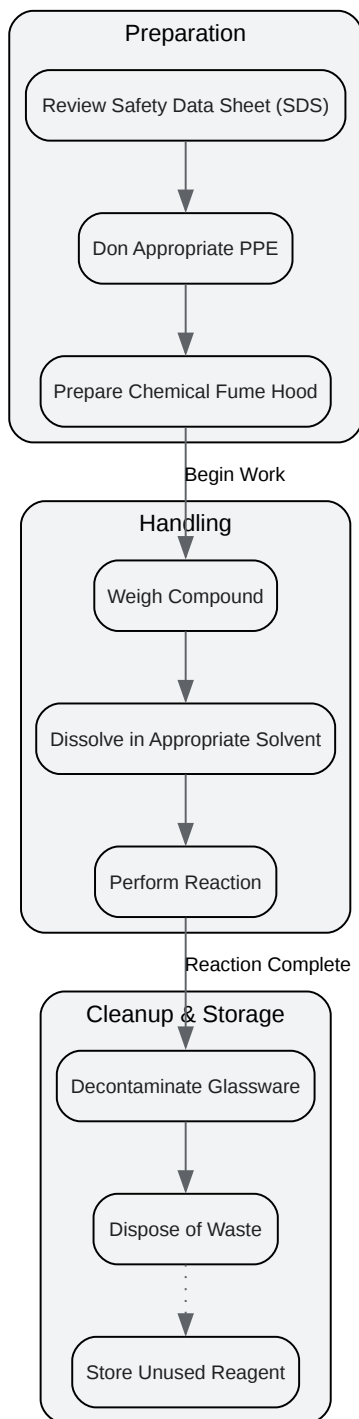 Preparation
Review Safety Data Sheet (SDS)
Don Appropriate PPE
Prepare Chemical Fume Hood
Begin Work
Handling
Weigh Compound
Dissolve in Appropriate Solvent
Perform Reaction
Reaction Complete
Cleanup & Storage
Decontaminate Glassware
Dispose of Waste
Store Unused Reagent